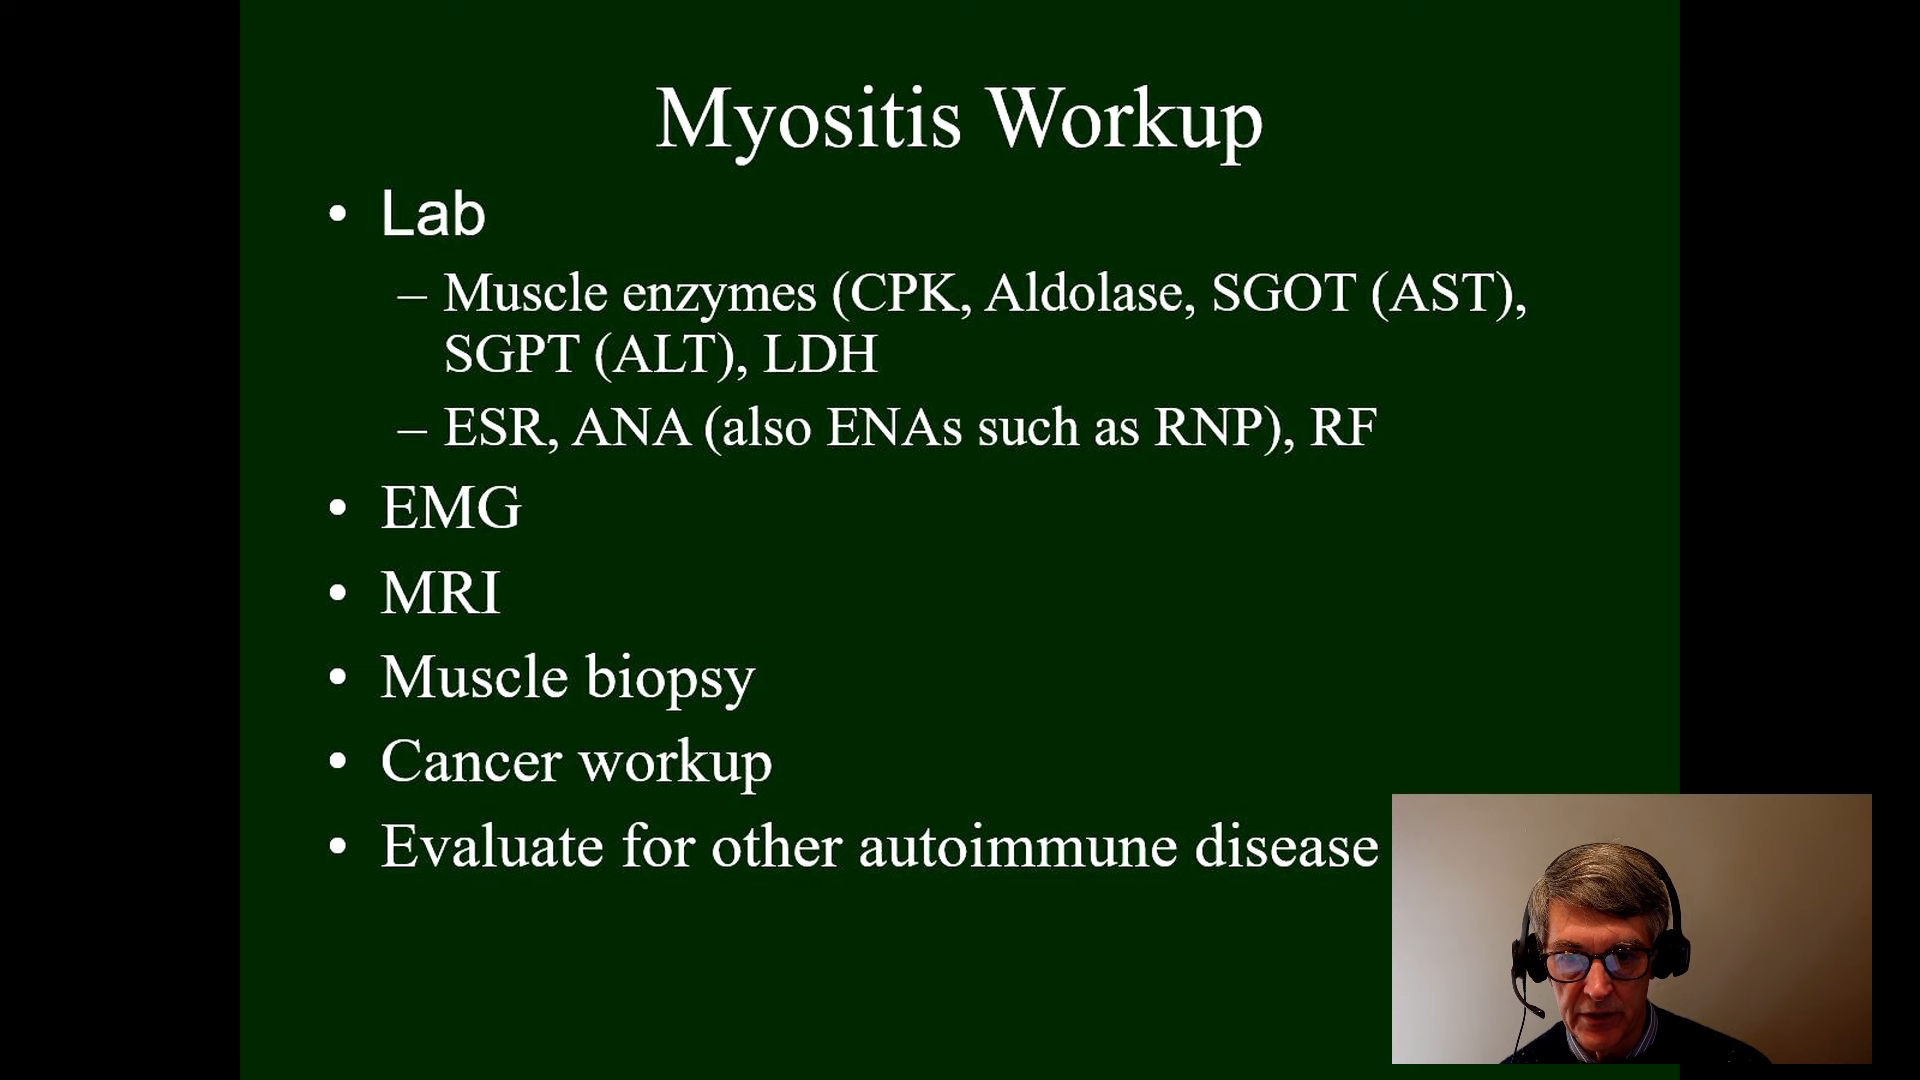 Myositis Workup
• Lab
– Muscle enzymes (CPK, Aldolase, SGOT (AST),
SGPT (ALT), LDH
– ESR, ANA (also ENAs such as RNP), RF
• EMG
• MRI
• Muscle biopsy
• Cancer workup
• Evaluate for other autoimmune disease